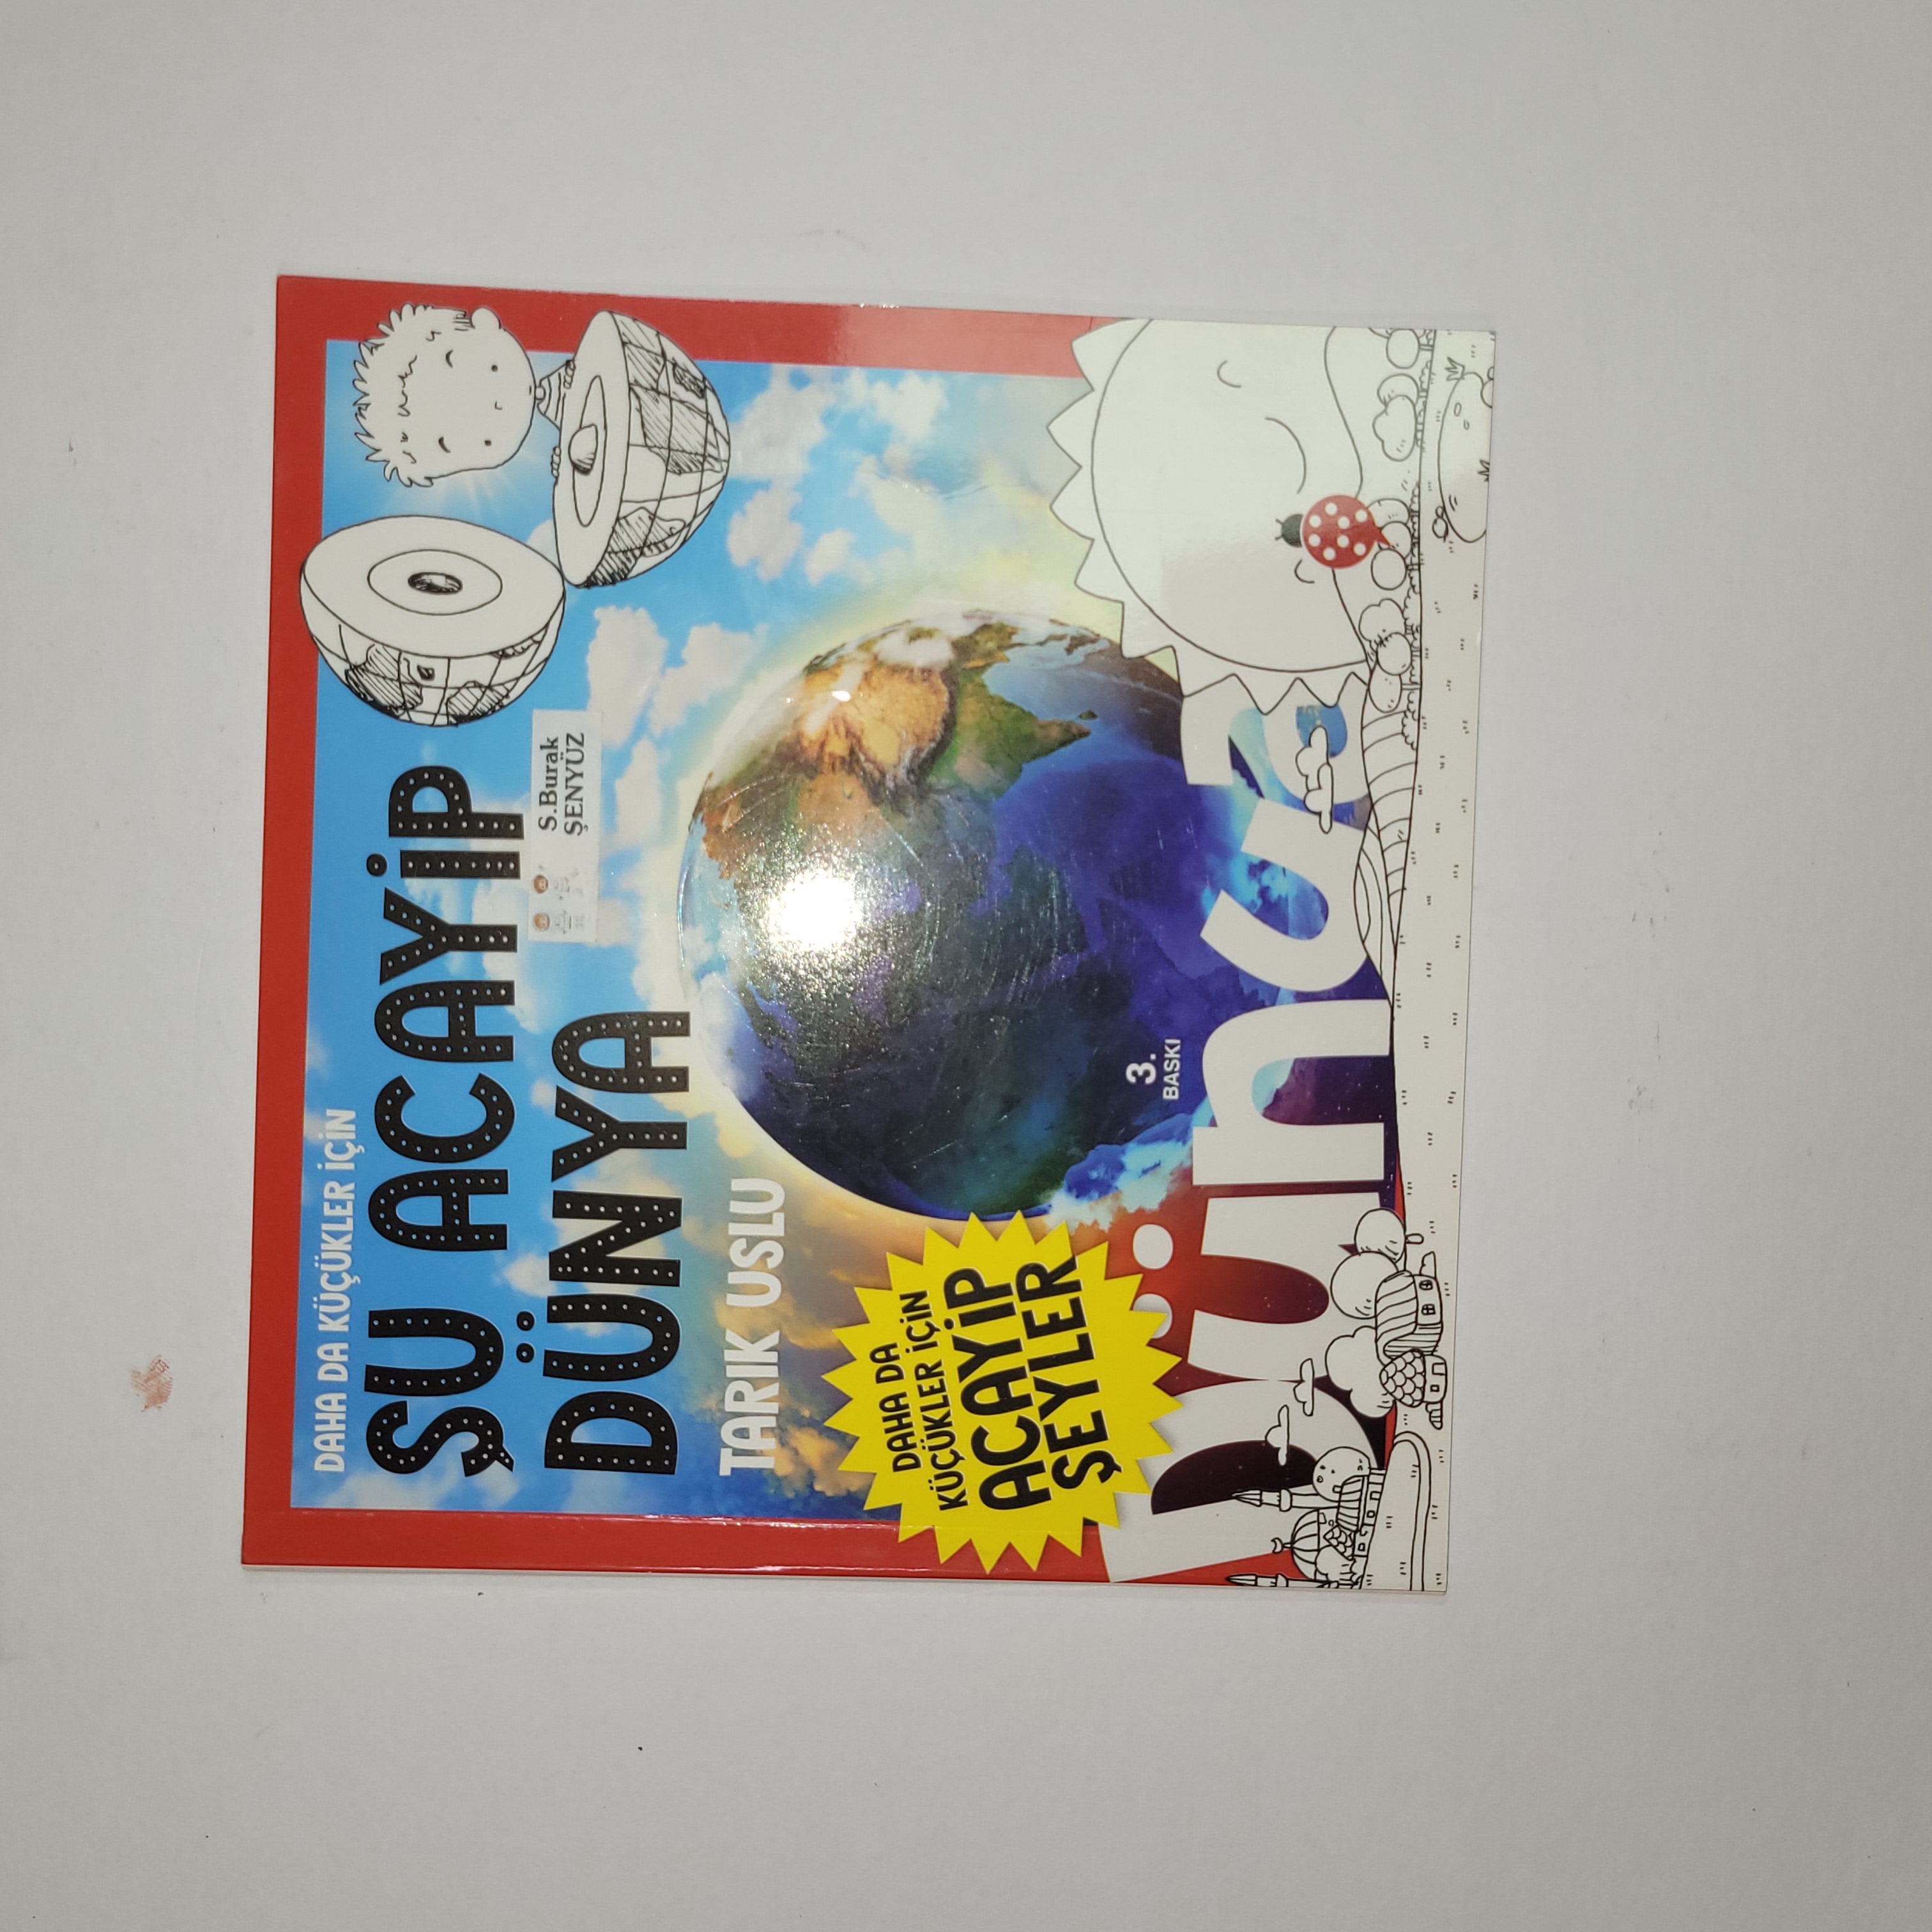 DAHA DA KÜÇÜKLER İÇİN
ŞU ACAYİP
DÜNYA
S.Burak
ŞENYÜZ
TARIK USLU
DAHA DA
KÜÇÜKLER İÇİN
ACAYİP
ŞEYLER
3.
BASKI
Dünya